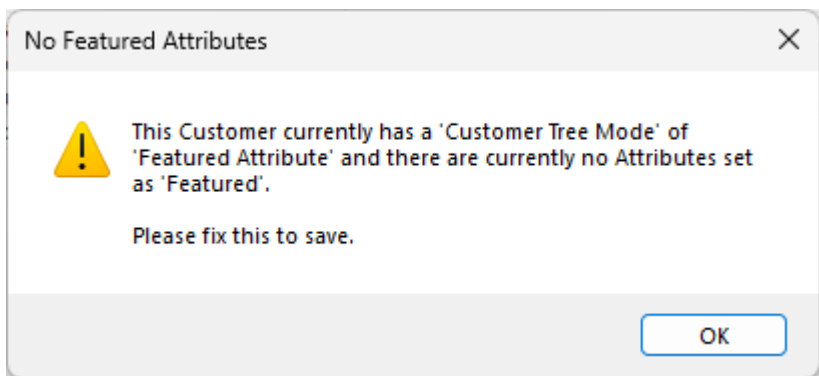 No Featured Attributes
This Customer currently has a 'Customer Tree Mode' of
'Featured Attribute' and there are currently no Attributes set
as 'Featured'.
Please fix this to save.
OK